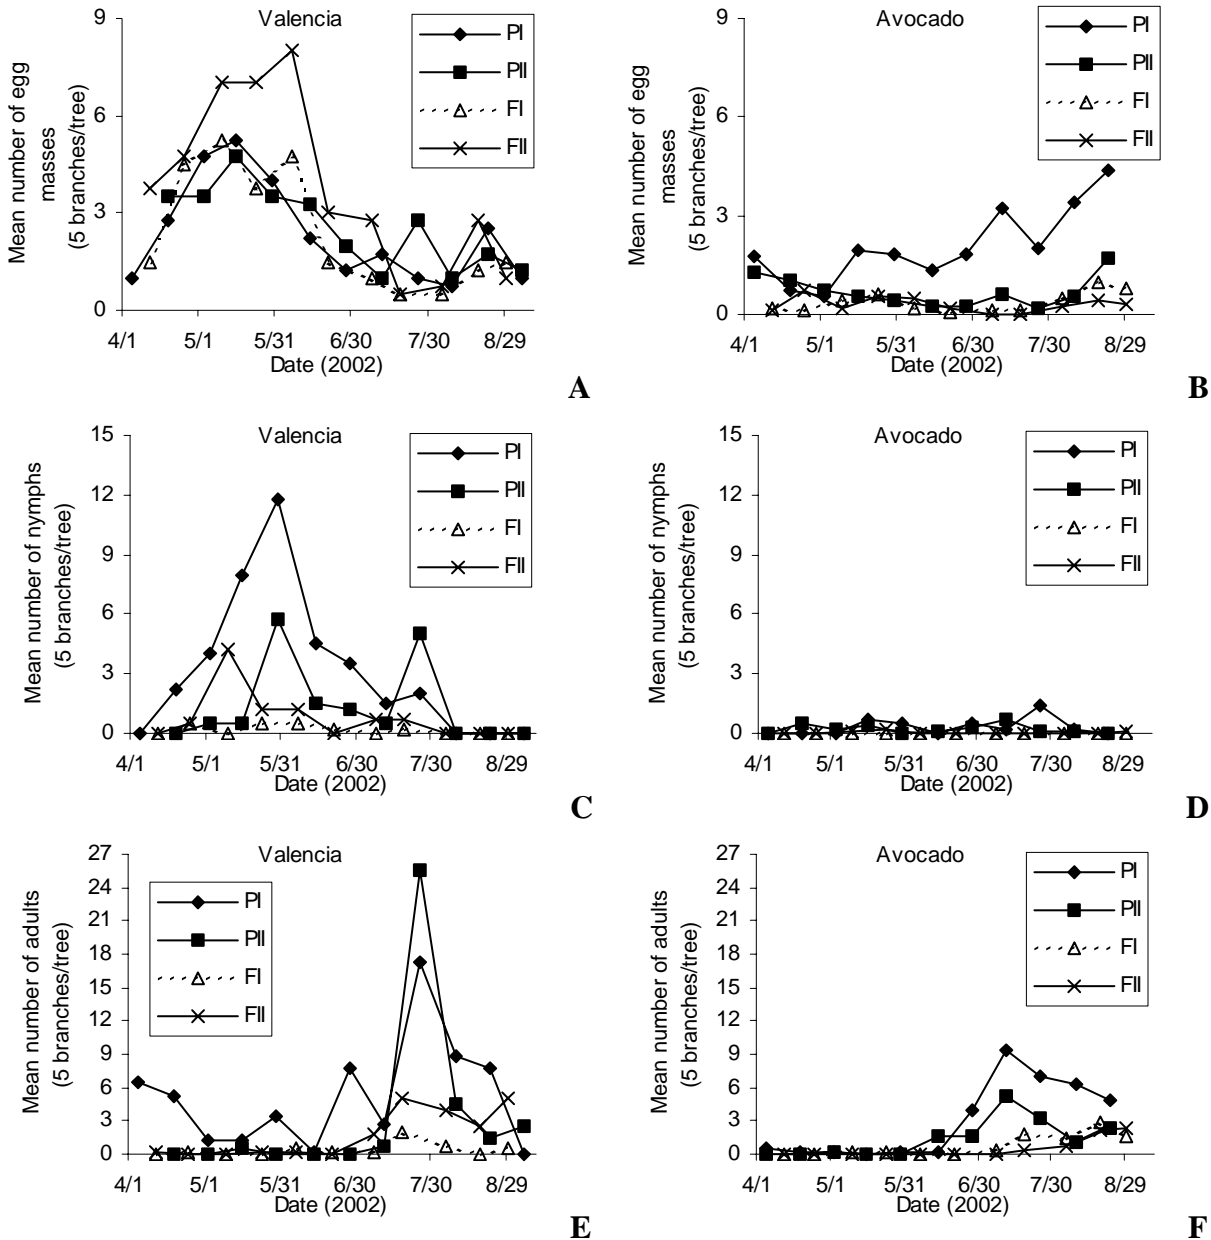 Valencia
Mean number of egg
masses
(5 branches/tree)
9
6
3
0
PI
PII
FI
FII
4/1
5/1
5/31
6/30
7/30
8/29
Date (2002)
A
Avocado
Mean number of egg
masses
(5 branches/tree)
9
6
3
0
PI
PII
FI
FII
4/1
5/1
5/31
6/30
7/30
8/29
Date (2002)
B
Valencia
Mean number of nymphs
(5 branches/tree)
15
12
9
6
3
0
PI
PII
FI
FII
4/1
5/1
5/31
6/30
7/30
8/29
Date (2002)
C
Avocado
Mean number of nymphs
(5 branches/tree)
15
12
9
6
3
0
PI
PII
FI
FII
4/1
5/1
5/31
6/30
7/30
8/29
Date (2002)
D
Valencia
Mean number of adults
(5 branches/tree)
27
24
21
18
15
12
9
6
3
0
PI
PII
FI
FII
4/1
5/1
5/31
6/30
7/30
8/29
Date (2002)
E
Avocado
Mean number of adults
(5 branches/tree)
27
24
21
18
15
12
9
6
3
0
PI
PII
FI
FII
4/1
5/1
5/31
6/30
7/30
8/29
Date (2002)
F